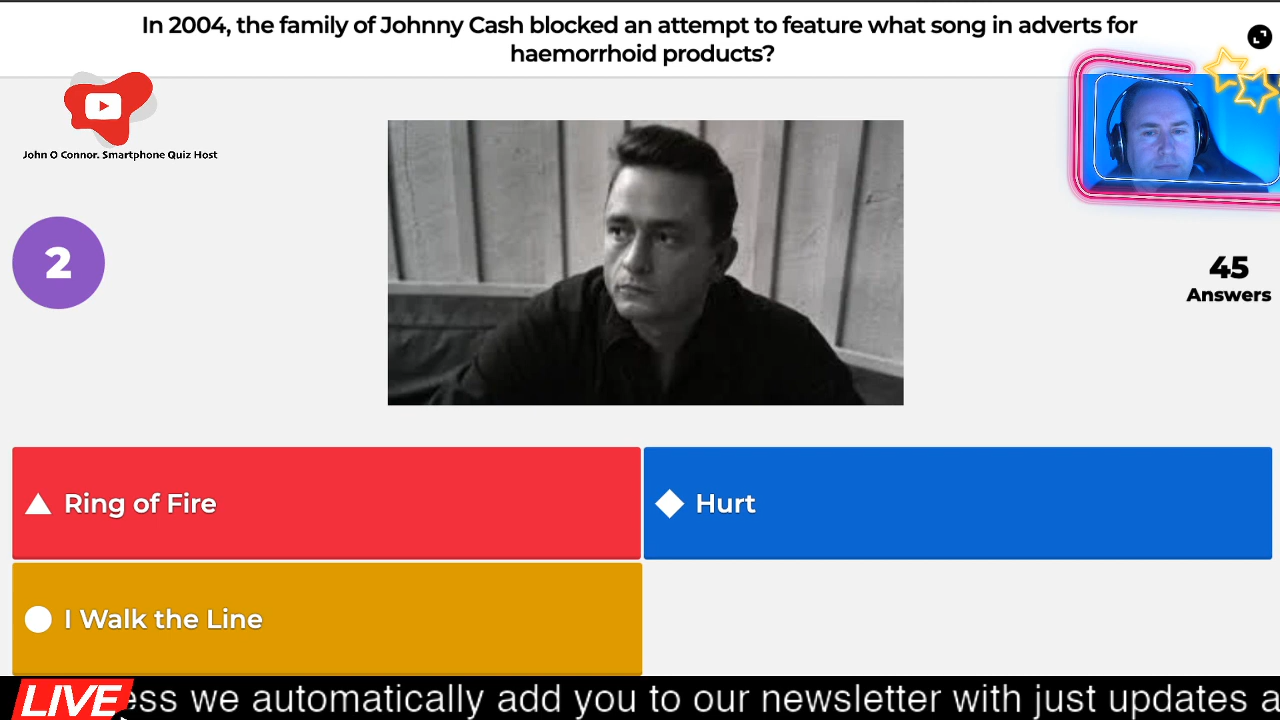 In 2004, the family of Johnny Cash blocked an attempt to feature what song in adverts for
haemorrhoid products?
John O Connor. Smartphone Quiz Host
2
45
Answers
Ring of Fire
Hurt
I Walk the Line
LIVE
ess we automatically add you to our newsletter with just updates a